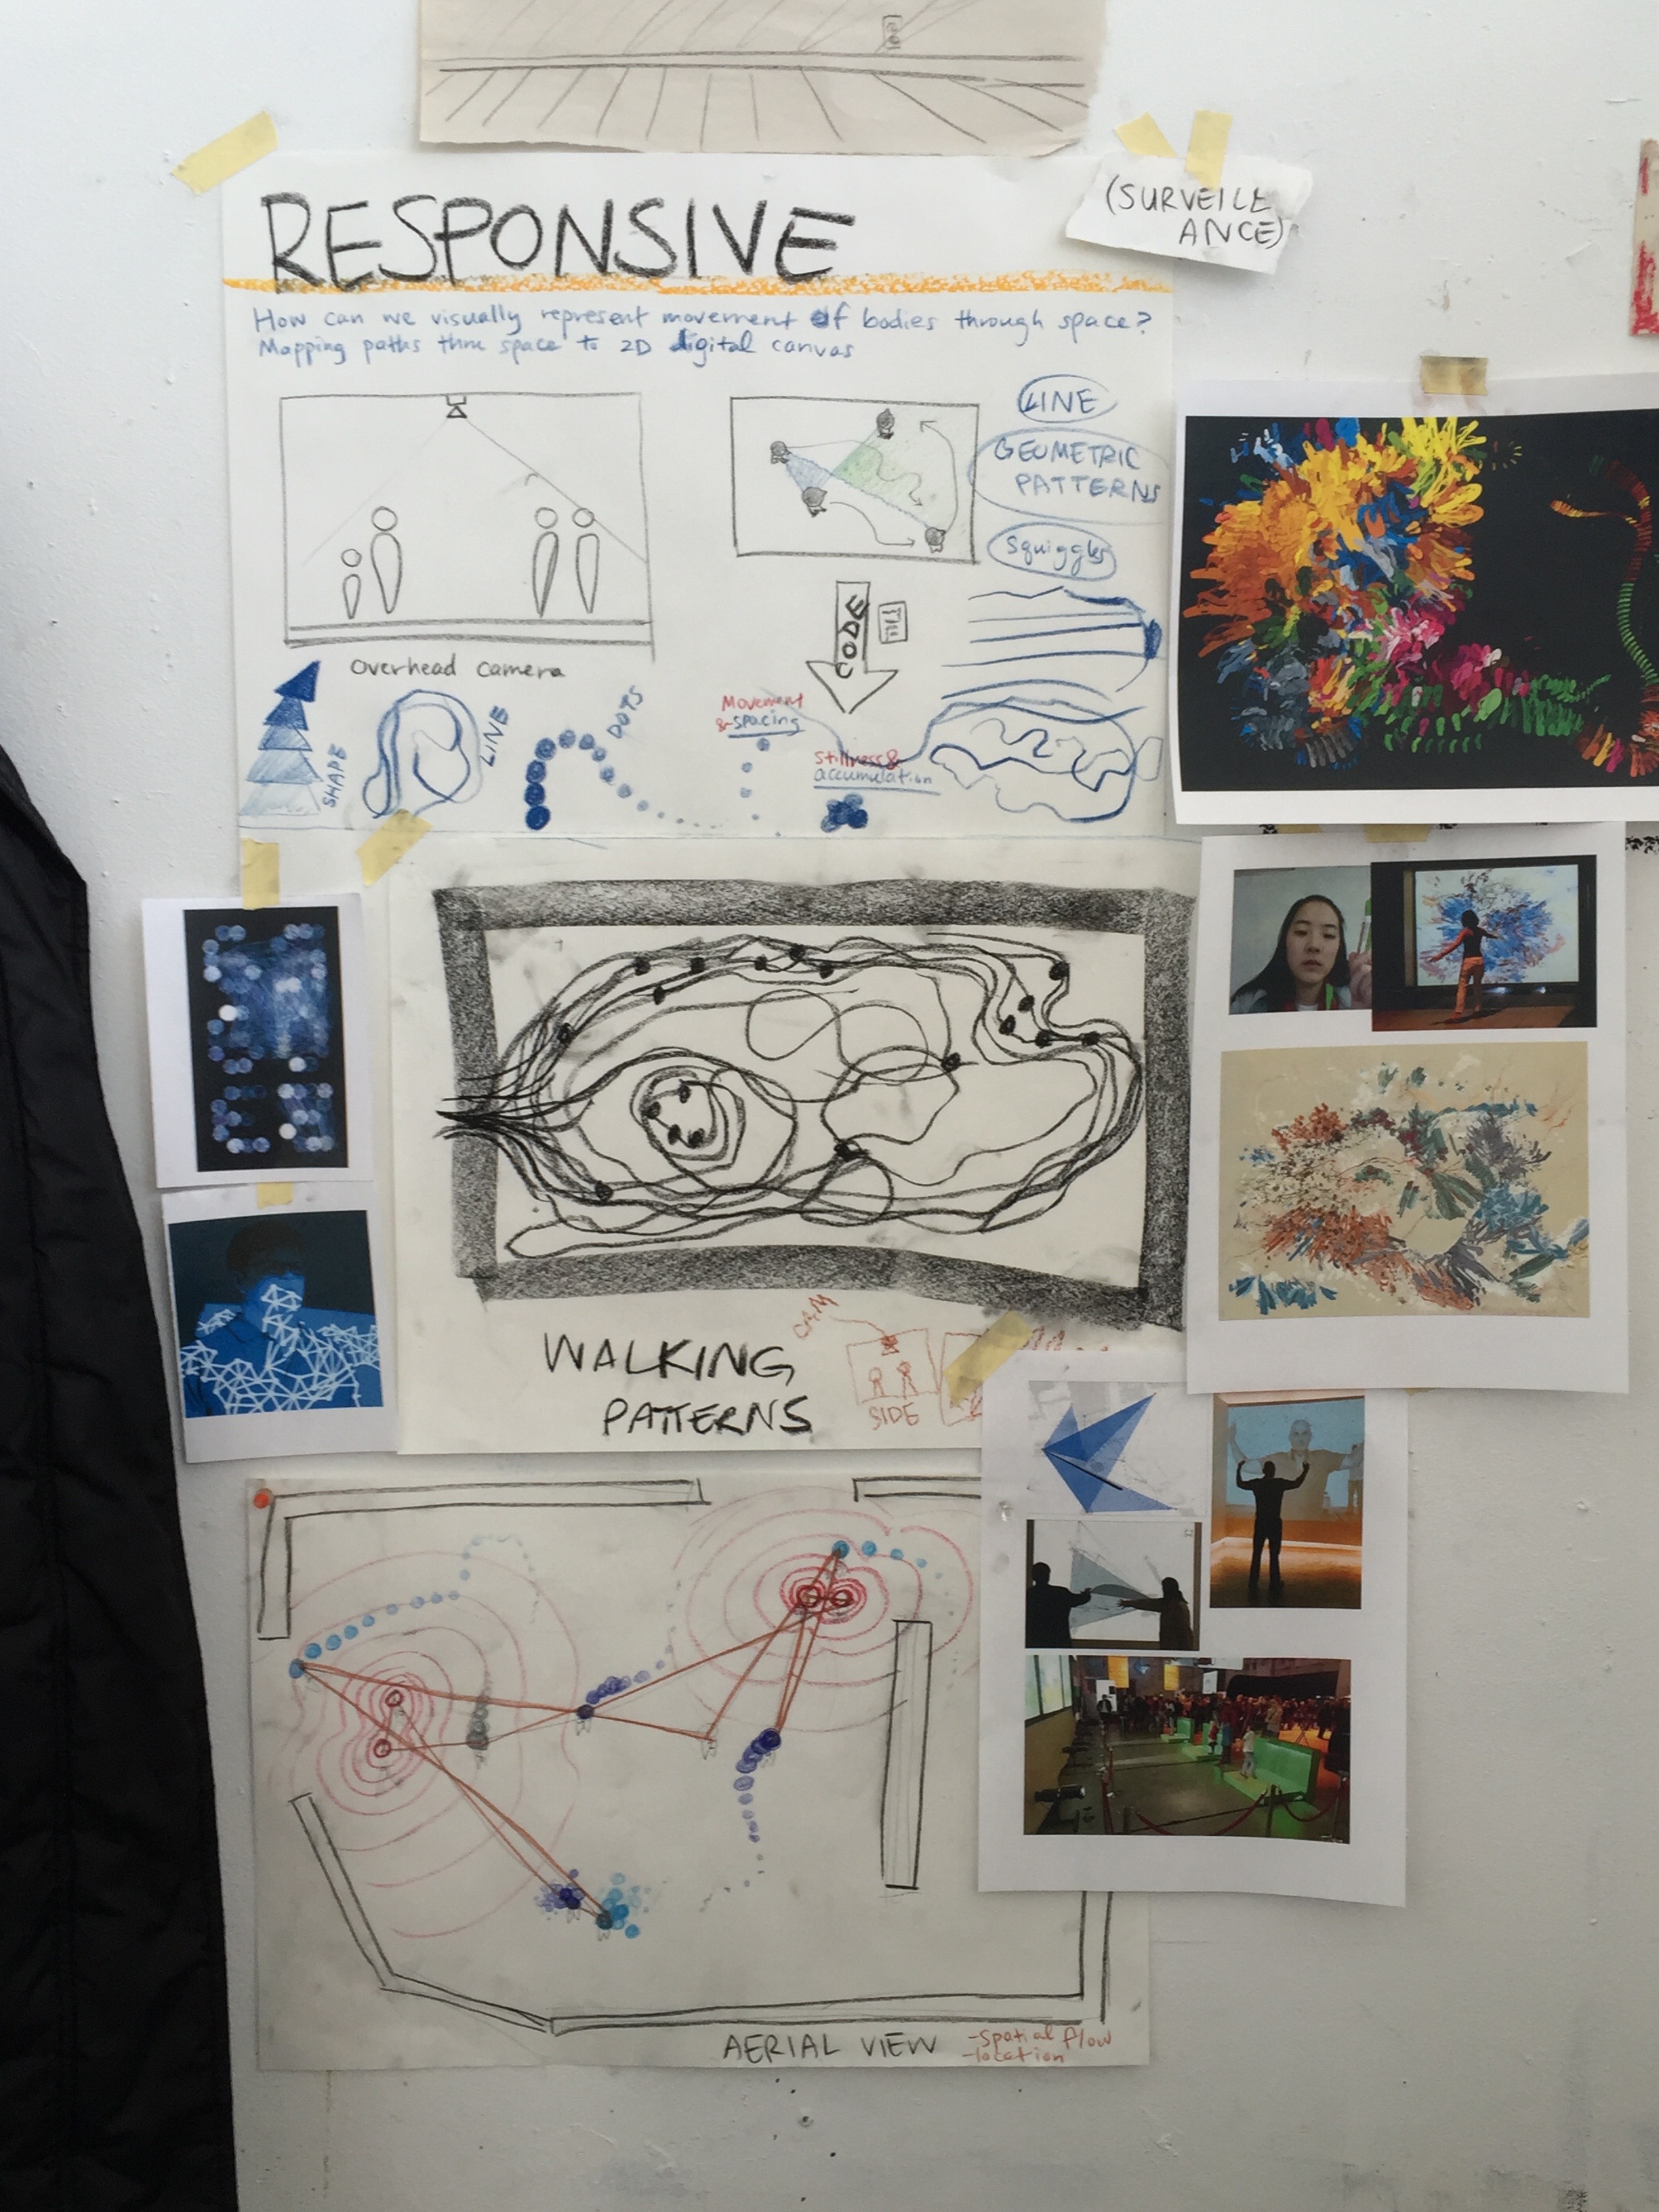 RESPONSIVE
(SURVEILL
ANCE)
How can we visually represent movement of bodies through space?
Mapping paths thru space to 2D digital canvas
LINE
GEOMETRIC
PATTERNS
squiggles
CODE
Overhead camera
SHAPE
LINE
DOTS
Movement
& spacing
Stillness &
accumulation
WALKING
PATTERNS
CAM
SIDE
AERIAL VIEW
-spatial flow
-location